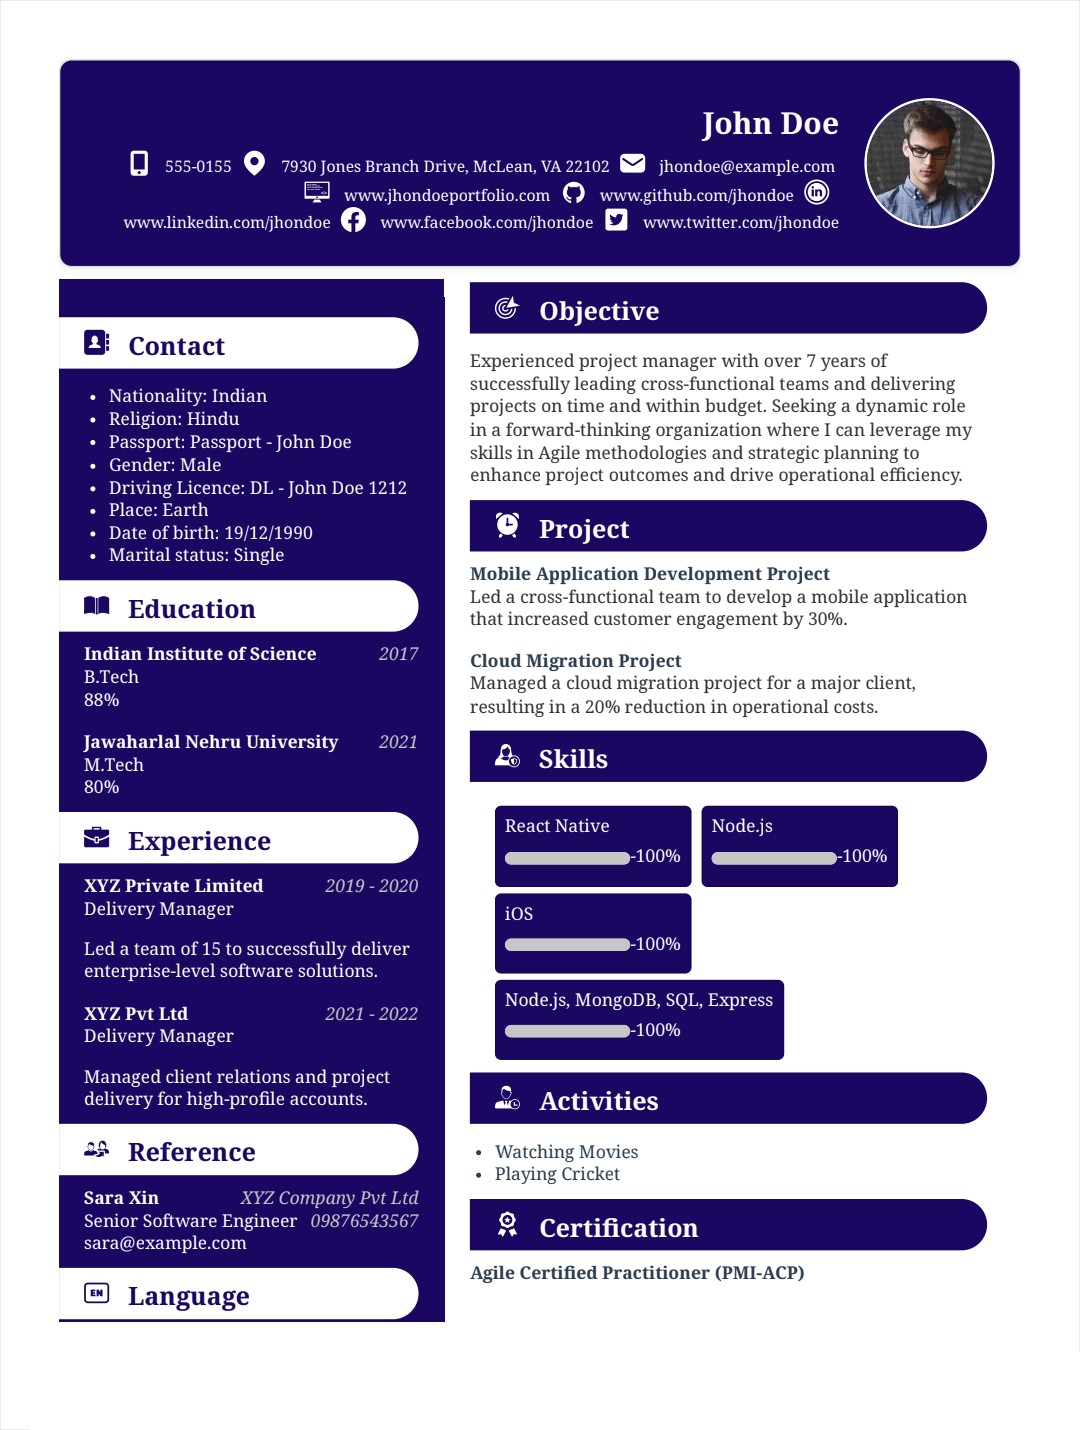 John Doe
555-0155 7930 Jones Branch Drive, McLean, VA 22102 jhondoe@example.com
www.jhondoeportfolio.com www.github.com/jhondoe
www.linkedin.com/jhondoe www.facebook.com/jhondoe www.twitter.com/jhondoe
Contact
Nationality: Indian
Religion: Hindu
Passport: Passport - John Doe
Gender: Male
Driving Licence: DL - John Doe 1212
Place: Earth
Date of birth: 19/12/1990
Marital status: Single
Education
Indian Institute of Science 2017
B.Tech
88%
Jawaharlal Nehru University 2021
M.Tech
80%
Experience
XYZ Private Limited 2019 - 2020
Delivery Manager
Led a team of 15 to successfully deliver
enterprise-level software solutions.
XYZ Pvt Ltd 2021 - 2022
Delivery Manager
Managed client relations and project
delivery for high-profile accounts.
Reference
Sara Xin XYZ Company Pvt Ltd
Senior Software Engineer 09876543567
sara@example.com
EN Language
Objective
Experienced project manager with over 7 years of
successfully leading cross-functional teams and delivering
projects on time and within budget. Seeking a dynamic role
in a forward-thinking organization where I can leverage my
skills in Agile methodologies and strategic planning to
enhance project outcomes and drive operational efficiency.
Project
Mobile Application Development Project
Led a cross-functional team to develop a mobile application
that increased customer engagement by 30%.
Cloud Migration Project
Managed a cloud migration project for a major client,
resulting in a 20% reduction in operational costs.
Skills
React Native
-100%
Node.js
-100%
iOS
-100%
Node.js, MongoDB, SQL, Express
-100%
Activities
Watching Movies
Playing Cricket
Certification
Agile Certified Practitioner (PMI-ACP)